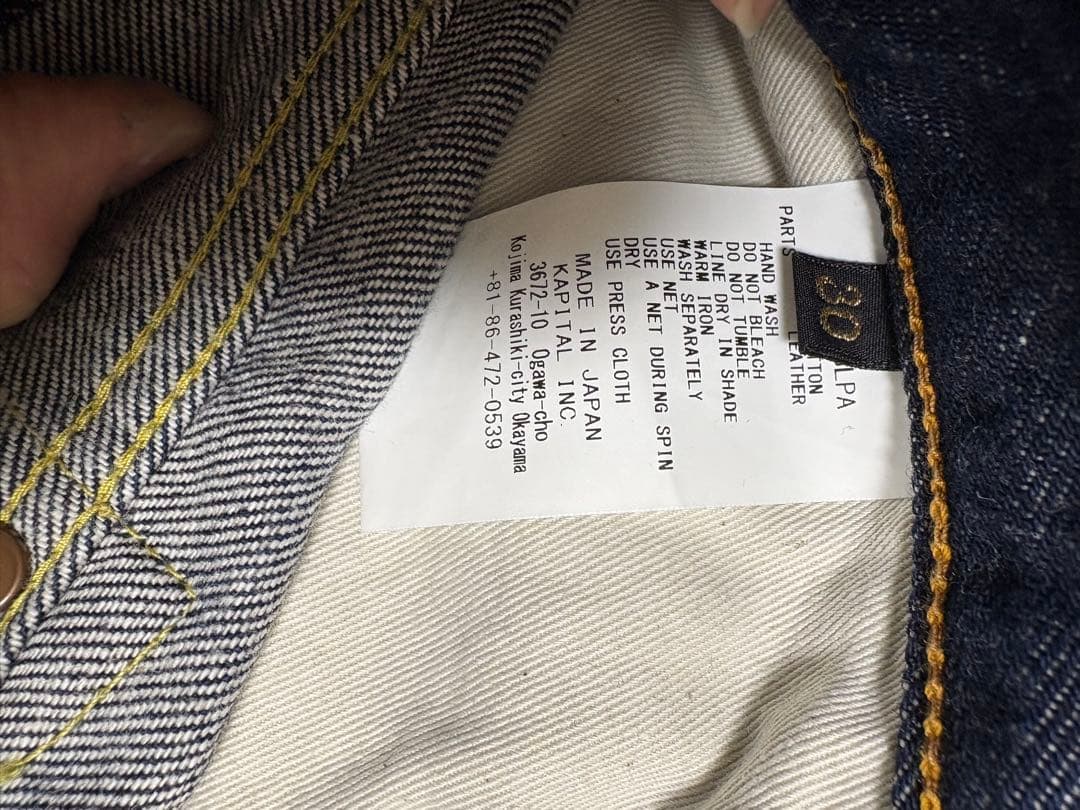 30
LPA
TON
PARTS LEATHER
HAND WASH
DO NOT BLEACH
DO NOT TUMBLE
LINE DRY IN SHADE
WARM IRON
WASH SEPARATELY
USE NET
USE A NET DURING SPIN
DRY
USE PRESS CLOTH
MADE IN JAPAN
KAPITAL INC.
3672-10 Ogawa-cho
Kojima Kurashiki-city Okayama
+81-86-472-0539